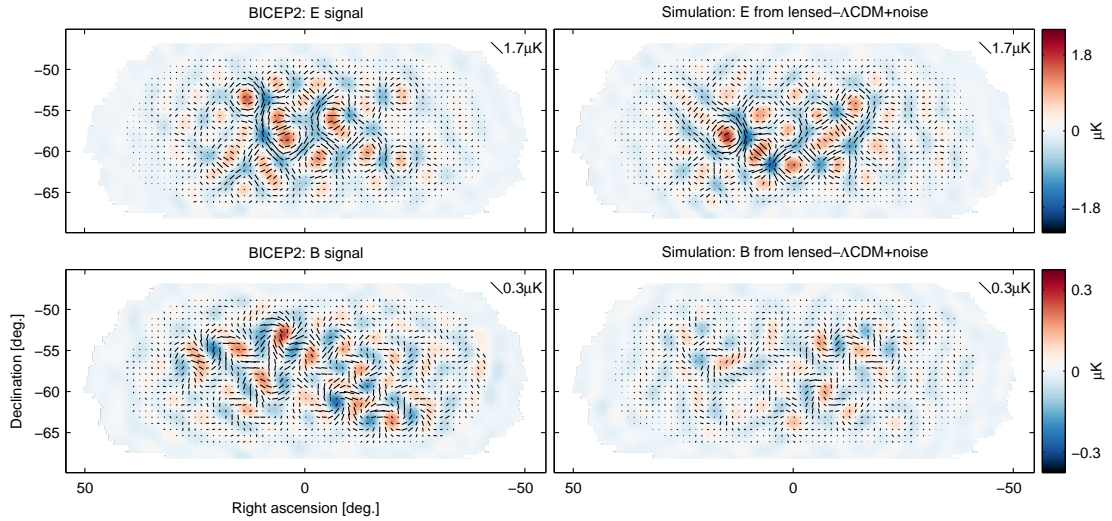 BICEP2: E signal
Simulation: E from lensed−ΛCDM+noise
1.7μK
1.7μK
−50
−55
−60
−65
1.8
0
−1.8
μK
BICEP2: B signal
Simulation: B from lensed−ΛCDM+noise
0.3μK
0.3μK
Declination [deg.]
−50
−55
−60
−65
0.3
0
−0.3
μK
50
0
−50
50
0
−50
Right ascension [deg.]